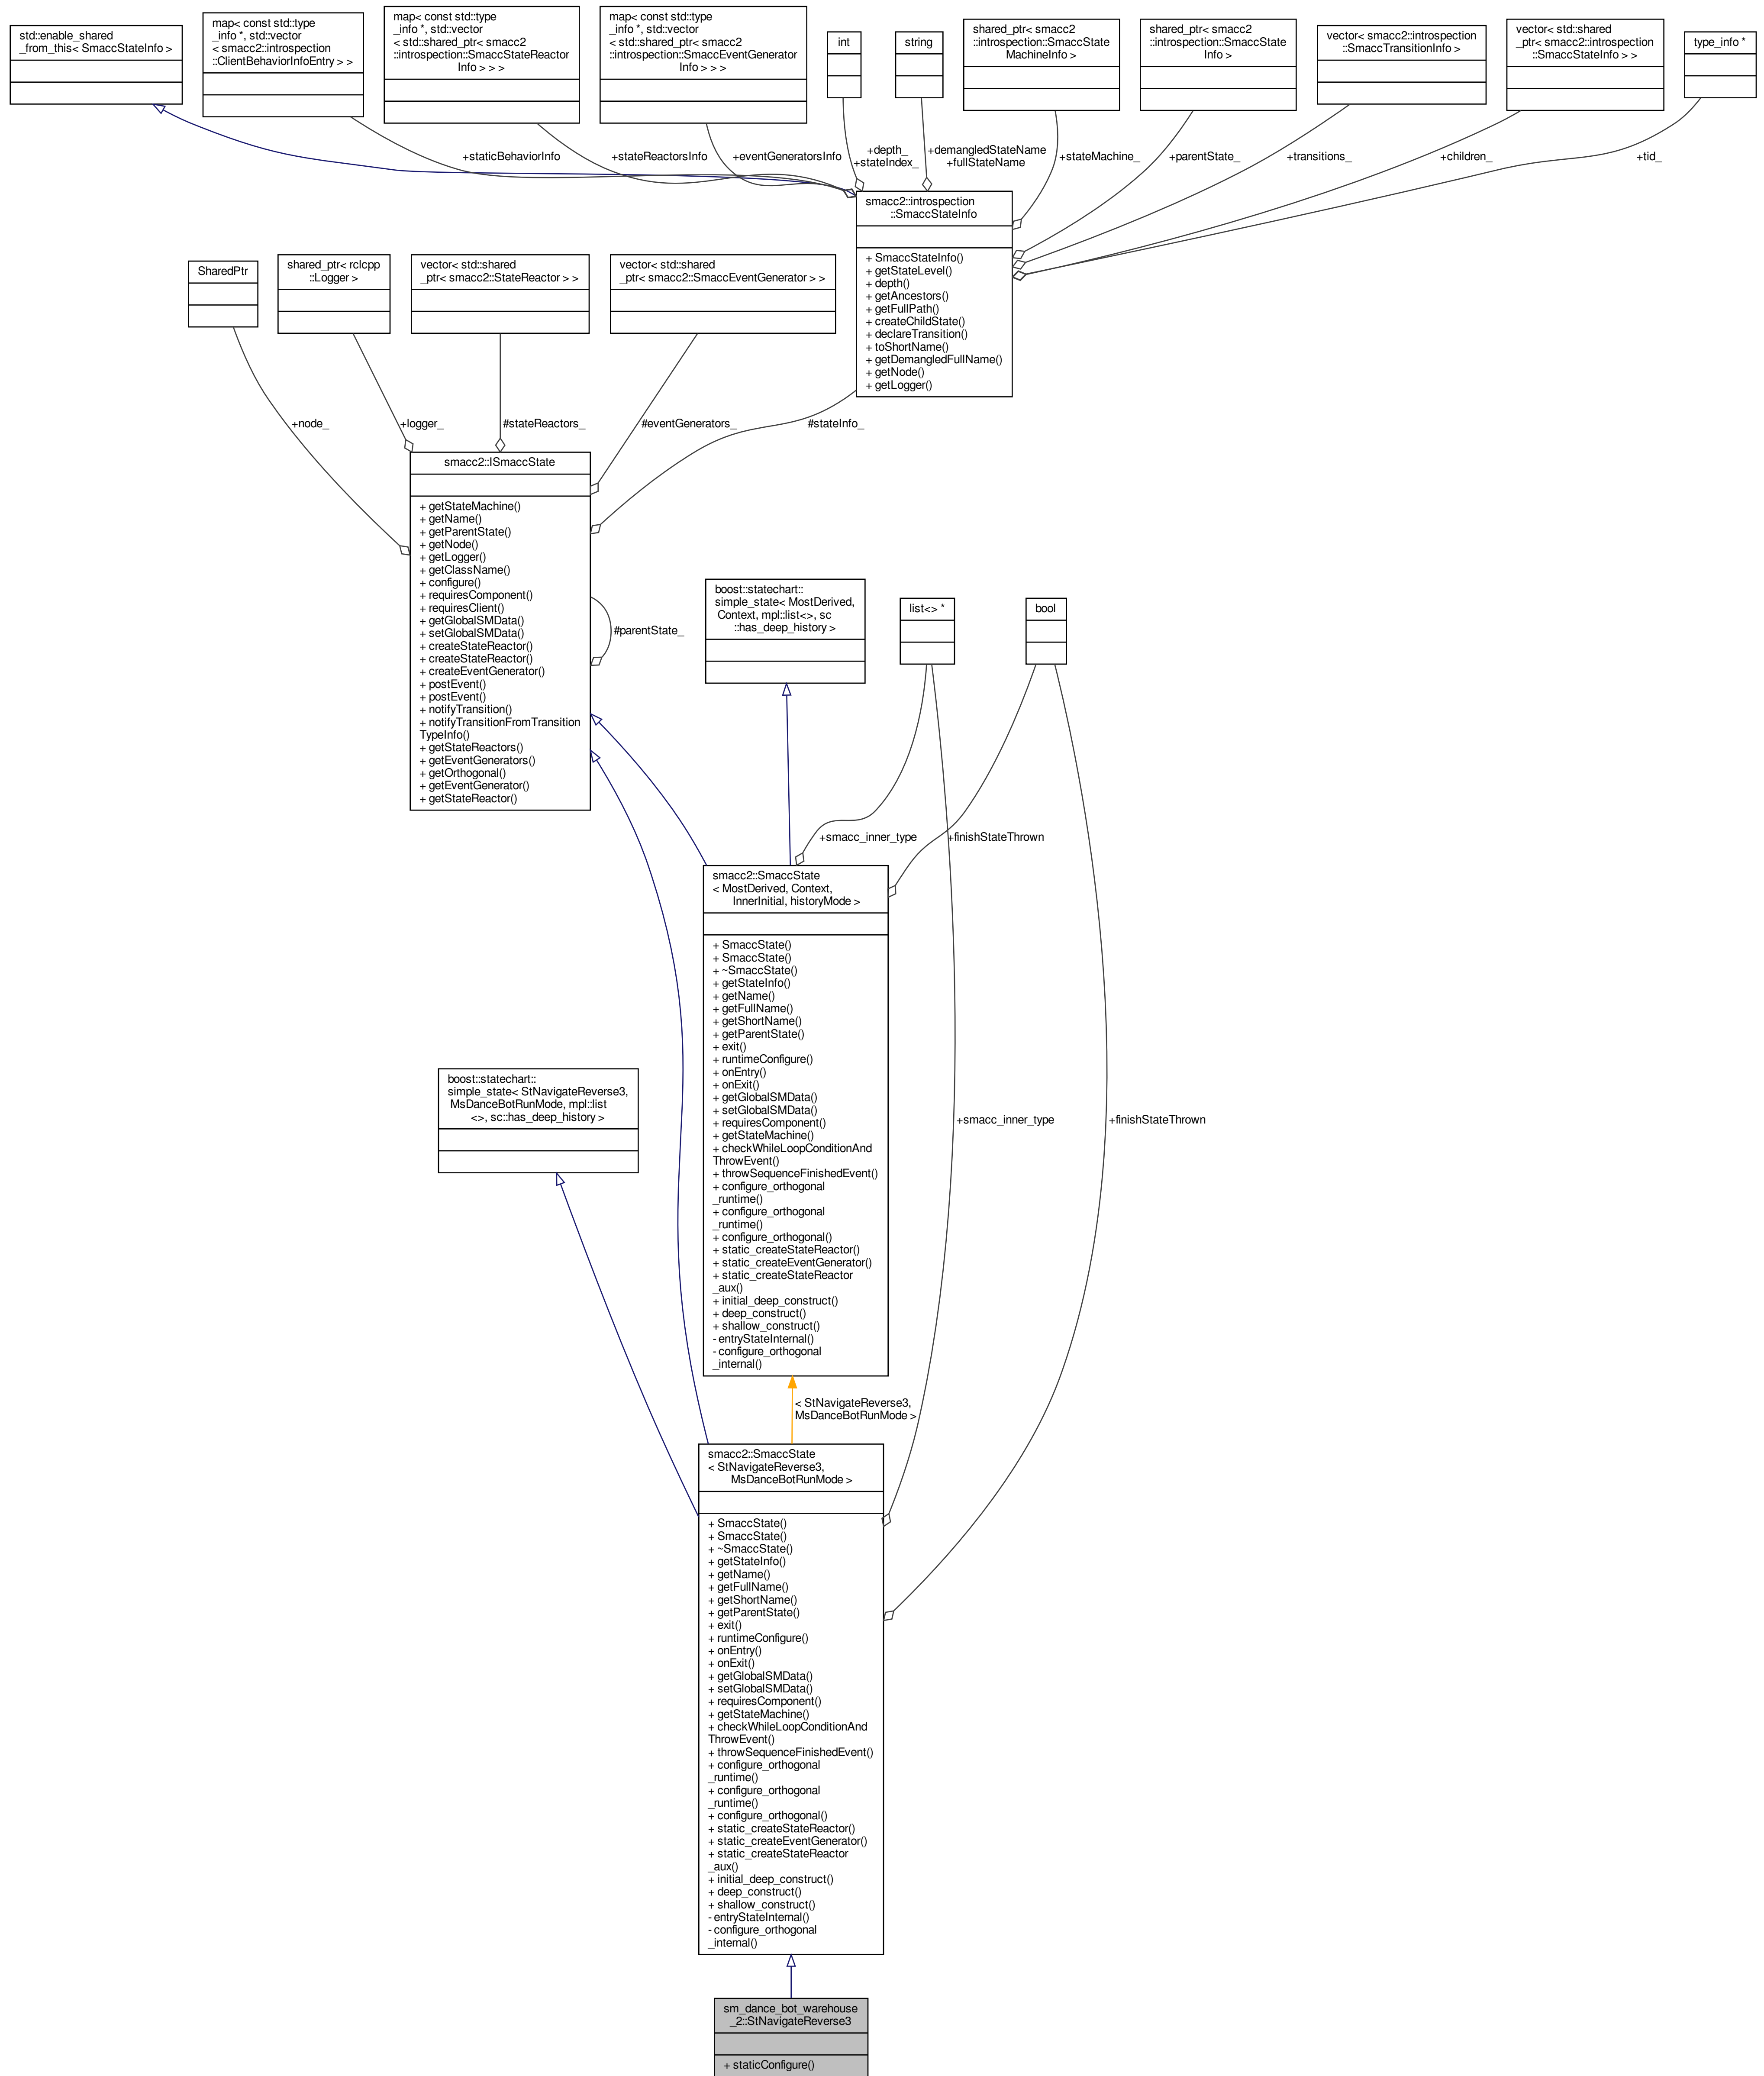 std::enable_shared
_from_this< SmaccStateInfo >
map< const std::type
_info *, std::vector
< smacc2::introspection
::ClientBehaviorInfoEntry > >
map< const std::type
_info *, std::vector
< std::shared_ptr< smacc2
::introspection::SmaccStateReactor
Info > > >
map< const std::type
_info *, std::vector
< std::shared_ptr< smacc2
::introspection::SmaccEventGenerator
Info > > >
int
string
shared_ptr< smacc2
::introspection::SmaccState
MachineInfo >
shared_ptr< smacc2
::introspection::SmaccState
Info >
vector< smacc2::introspection
::SmaccTransitionInfo >
vector< std::shared
_ptr< smacc2::introspection
::SmaccStateInfo > >
type_info *
+staticBehaviorInfo
+stateReactorsInfo
+eventGeneratorsInfo
+depth_
+stateIndex_
+demangledStateName
+fullStateName
+stateMachine_
+parentState_
+transitions_
+children_
+tid_
smacc2::introspection
::SmaccStateInfo
+ SmaccStateInfo()
+ getStateLevel()
+ depth()
+ getAncestors()
+ getFullPath()
+ createChildState()
+ declareTransition()
+ toShortName()
+ getDemangledFullName()
+ getNode()
+ getLogger()
SharedPtr
shared_ptr< rclcpp
::Logger >
vector< std::shared
_ptr< smacc2::StateReactor > >
vector< std::shared
_ptr< smacc2::SmaccEventGenerator > >
+node_
+logger_
#stateReactors_
#eventGenerators_
#stateInfo_
smacc2::ISmaccState
+ getStateMachine()
+ getName()
+ getParentState()
+ getNode()
+ getLogger()
+ getClassName()
+ configure()
+ requiresComponent()
+ requiresClient()
+ getGlobalSMData()
+ setGlobalSMData()
+ createStateReactor()
+ createStateReactor()
+ createEventGenerator()
+ postEvent()
+ postEvent()
+ notifyTransition()
+ notifyTransitionFromTransition
TypeInfo()
+ getStateReactors()
+ getEventGenerators()
+ getOrthogonal()
+ getEventGenerator()
+ getStateReactor()
#parentState_
boost::statechart::
simple_state< MostDerived,
Context, mpl::list<>, sc
::has_deep_history >
list<> *
bool
+smacc_inner_type
+finishStateThrown
smacc2::SmaccState
< MostDerived, Context,
InnerInitial, historyMode >
+ SmaccState()
+ SmaccState()
+ ~SmaccState()
+ getStateInfo()
+ getName()
+ getFullName()
+ getShortName()
+ getParentState()
+ exit()
+ runtimeConfigure()
+ onEntry()
+ onExit()
+ getGlobalSMData()
+ setGlobalSMData()
+ requiresComponent()
+ getStateMachine()
+ checkWhileLoopConditionAnd
ThrowEvent()
+ throwSequenceFinishedEvent()
+ configure_orthogonal
_runtime()
+ configure_orthogonal
_runtime()
+ configure_orthogonal()
+ static_createStateReactor()
+ static_createEventGenerator()
+ static_createStateReactor
_aux()
+ initial_deep_construct()
+ deep_construct()
+ shallow_construct()
- entryStateInternal()
- configure_orthogonal
_internal()
boost::statechart::
simple_state< StNavigateReverse3,
MsDanceBotRunMode, mpl::list
<>, sc::has_deep_history >
+smacc_inner_type
+finishStateThrown
< StNavigateReverse3,
MsDanceBotRunMode >
smacc2::SmaccState
< StNavigateReverse3,
MsDanceBotRunMode >
+ SmaccState()
+ SmaccState()
+ ~SmaccState()
+ getStateInfo()
+ getName()
+ getFullName()
+ getShortName()
+ getParentState()
+ exit()
+ runtimeConfigure()
+ onEntry()
+ onExit()
+ getGlobalSMData()
+ setGlobalSMData()
+ requiresComponent()
+ getStateMachine()
+ checkWhileLoopConditionAnd
ThrowEvent()
+ throwSequenceFinishedEvent()
+ configure_orthogonal
_runtime()
+ configure_orthogonal
_runtime()
+ configure_orthogonal()
+ static_createStateReactor()
+ static_createEventGenerator()
+ static_createStateReactor
_aux()
+ initial_deep_construct()
+ deep_construct()
+ shallow_construct()
- entryStateInternal()
- configure_orthogonal
_internal()
sm_dance_bot_warehouse
_2::StNavigateReverse3
+ staticConfigure()